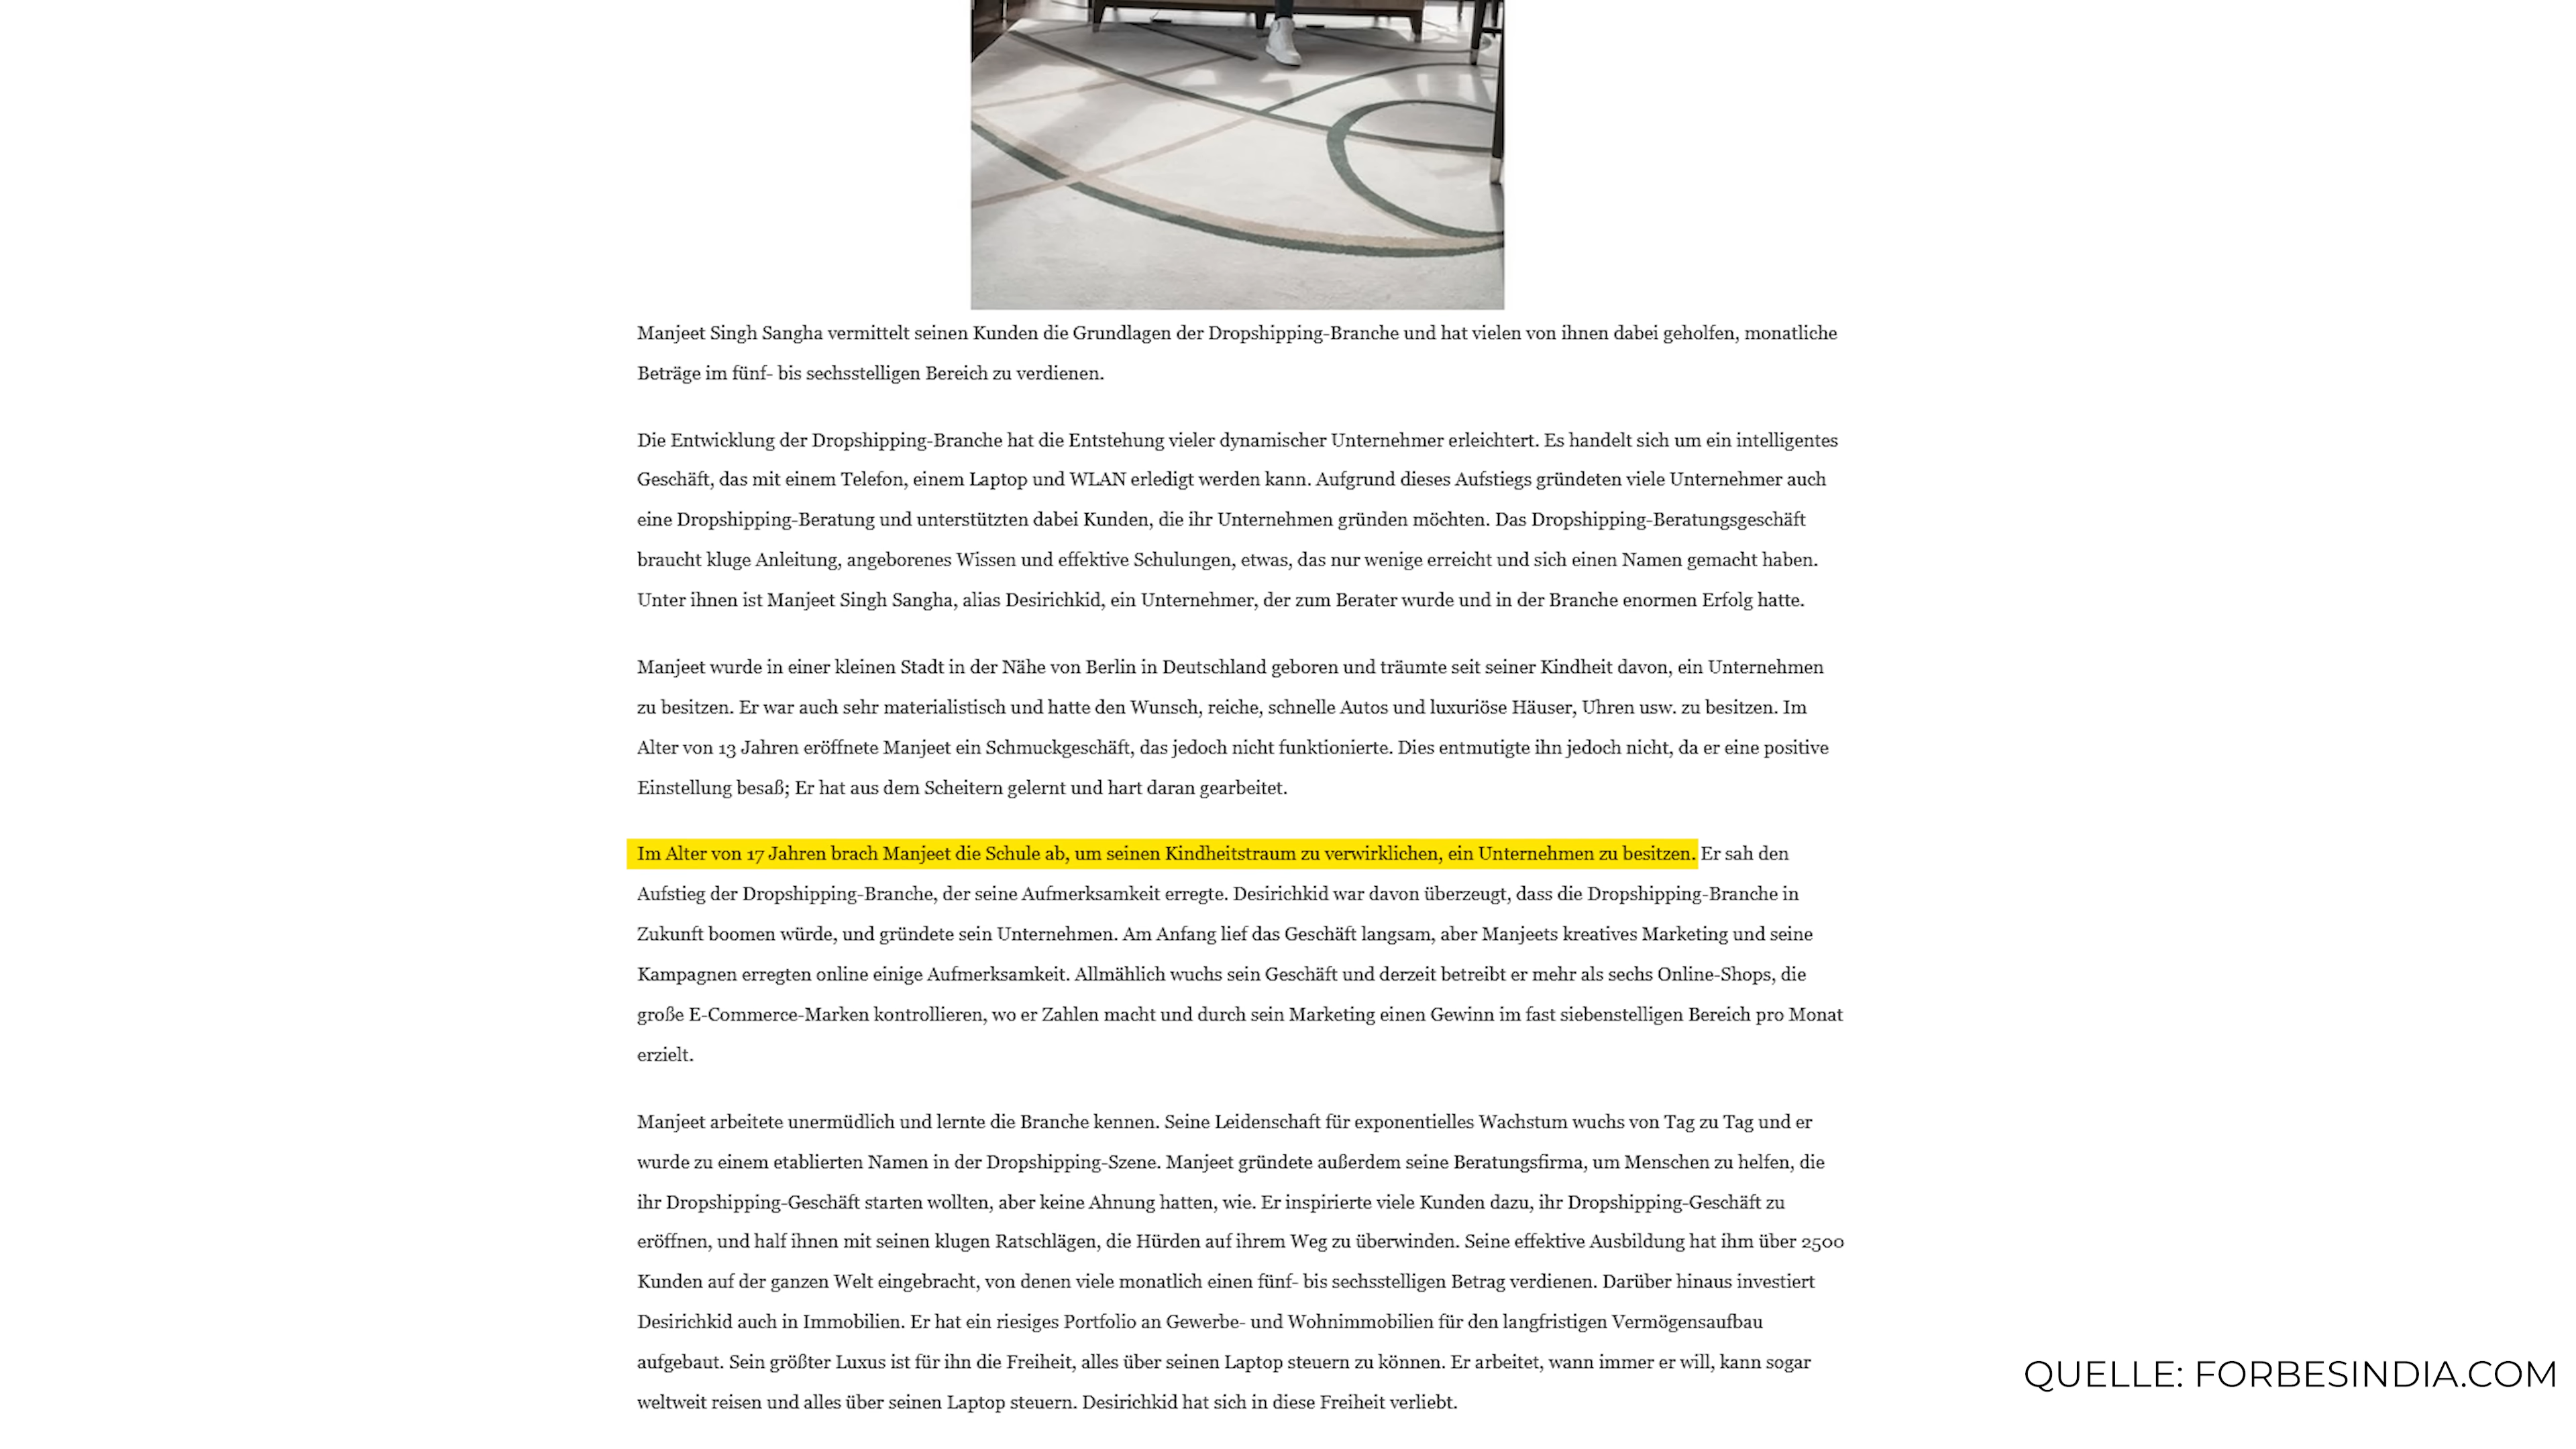 Manjeet Singh Sangha vermittelt seinen Kunden die Grundlagen der Dropshipping-Branche und hat vielen von ihnen dabei geholfen, monatliche
Beträge im fünf- bis sechsstelligen Bereich zu verdienen.
Die Entwicklung der Dropshipping-Branche hat die Entstehung vieler dynamischer Unternehmer erleichtert. Es handelt sich um ein intelligentes
Geschäft, das mit einem Telefon, einem Laptop und WLAN erledigt werden kann. Aufgrund dieses Aufstiegs gründeten viele Unternehmer auch
eine Dropshipping-Beratung und unterstützten dabei Kunden, die ihr Unternehmen gründen möchten. Das Dropshipping-Beratungsgeschäft
braucht kluge Anleitung, angeborenes Wissen und effektive Schulungen, etwas, das nur wenige erreicht und sich einen Namen gemacht haben.
Unter ihnen ist Manjeet Singh Sangha, alias Desirichkid, ein Unternehmer, der zum Berater wurde und in der Branche enormen Erfolg hatte.
Manjeet wurde in einer kleinen Stadt in der Nähe von Berlin in Deutschland geboren und träumte seit seiner Kindheit davon, ein Unternehmen
zu besitzen. Er war auch sehr materialistisch und hatte den Wunsch, reiche, schnelle Autos und luxuriöse Häuser, Uhren usw. zu besitzen. Im
Alter von 13 Jahren eröffnete Manjeet ein Schmuckgeschäft, das jedoch nicht funktionierte. Dies entmutigte ihn jedoch nicht, da er eine positive
Einstellung besaß; Er hat aus dem Scheitern gelernt und hart daran gearbeitet.
Im Alter von 17 Jahren brach Manjeet die Schule ab, um seinen Kindheitstraum zu verwirklichen, ein Unternehmen zu besitzen. Er sah den
Aufstieg der Dropshipping-Branche, der seine Aufmerksamkeit erregte. Desirichkid war davon überzeugt, dass die Dropshipping-Branche in
Zukunft boomen würde, und gründete sein Unternehmen. Am Anfang lief das Geschäft langsam, aber Manjeets kreatives Marketing und seine
Kampagnen erregten online einige Aufmerksamkeit. Allmählich wuchs sein Geschäft und derzeit betreibt er mehr als sechs Online-Shops, die
große E-Commerce-Marken kontrollieren, wo er Zahlen macht und durch sein Marketing einen Gewinn im fast siebenstelligen Bereich pro Monat
erzielt.
Manjeet arbeitete unermüdlich und lernte die Branche kennen. Seine Leidenschaft für exponentielles Wachstum wuchs von Tag zu Tag und er
wurde zu einem etablierten Namen in der Dropshipping-Szene. Manjeet gründete außerdem seine Beratungsfirma, um Menschen zu helfen, die
ihr Dropshipping-Geschäft starten wollten, aber keine Ahnung hatten, wie. Er inspirierte viele Kunden dazu, ihr Dropshipping-Geschäft zu
eröffnen, und half ihnen mit seinen klugen Ratschlägen, die Hürden auf ihrem Weg zu überwinden. Seine effektive Ausbildung hat ihm über 2500
Kunden auf der ganzen Welt eingebracht, von denen viele monatlich einen fünf- bis sechsstelligen Betrag verdienen. Darüber hinaus investiert
Desirichkid auch in Immobilien. Er hat ein riesiges Portfolio an Gewerbe- und Wohnimmobilien für den langfristigen Vermögensaufbau
aufgebaut. Sein größter Luxus ist für ihn die Freiheit, alles über seinen Laptop steuern zu können. Er arbeitet, wann immer er will, kann sogar
weltweit reisen und alles über seinen Laptop steuern. Desirichkid hat sich in diese Freiheit verliebt.
QUELLE: FORBESINDIA.COM